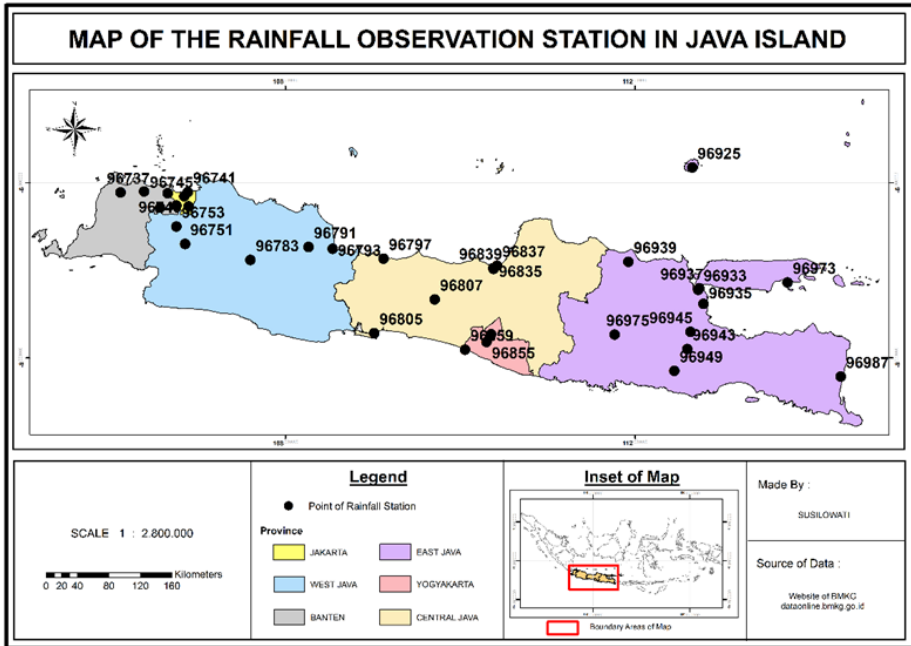 MAP OF THE RAINFALL OBSERVATION STATION IN JAVA ISLAND
108
112
96925
96737
96745
96741
96753
96751
96783
96791
96793
96797
96839
96837
96835
96807
96805
96855
96939
96937
96933
96973
96935
96975
96945
96943
96949
96987
112
SCALE 1 : 2.800.000
Kilometers
0 20 40 80 120 160
Legend
Point of Rainfall Station
Province
JAKARTA
EAST JAVA
WEST JAVA
YOGYAKARTA
BANTEN
CENTRAL JAVA
Inset of Map
Boundary Areas of Map
Made By :
SUSILOWATI
Source of Data :
Website of BMKG
dataonline.bmkg.go.id